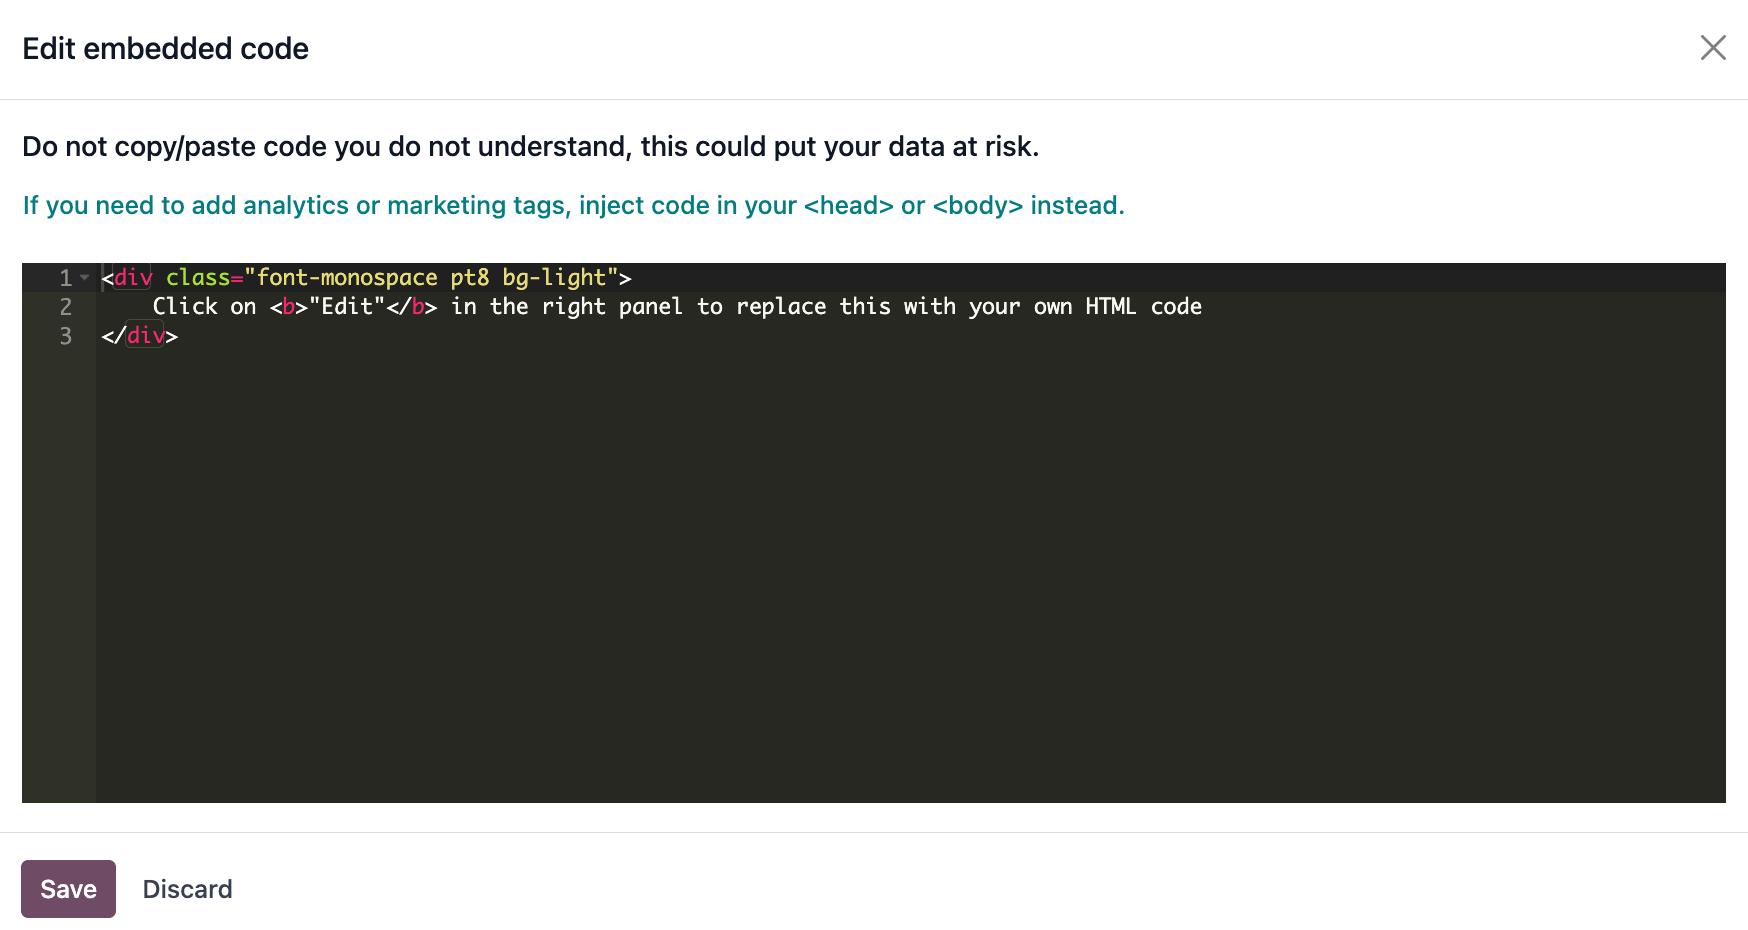 Edit embedded code
Do not copy/paste code you do not understand, this could put your data at risk.
If you need to add analytics or marketing tags, inject code in your <head> or <body> instead.
1 <div class="font-monospace pt8 bg-light">
2     Click on <b>"Edit"</b> in the right panel to replace this with your own HTML code
3 </div>
Save Discard